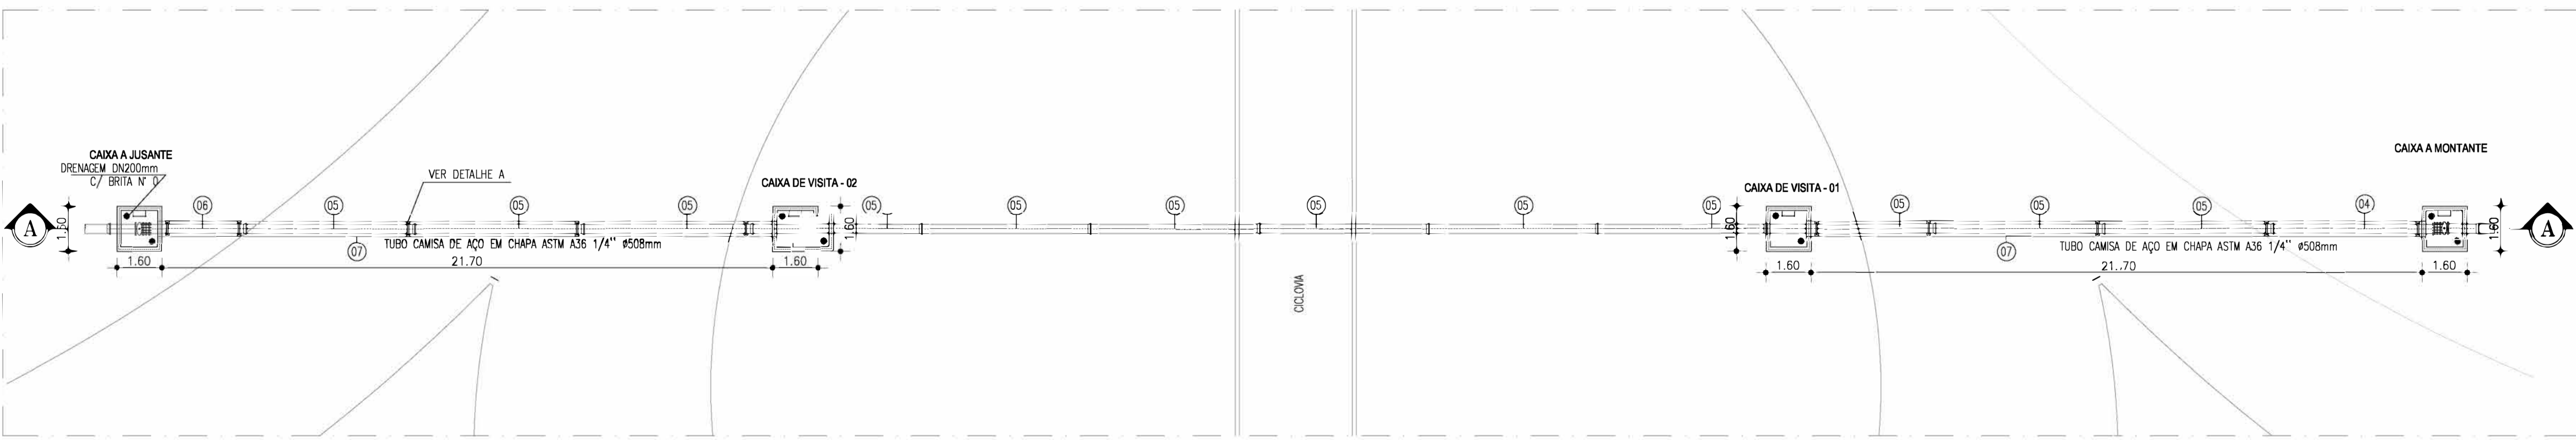 CAIXA A JUSANTE
DRENAGEM DN200mm
C/ BRITA N° 0
VER DETALHE A
CAIXA DE VISITA - 02
CAIXA DE VISITA - 01
CAIXA A MONTANTE
A
1.60
06
05
05
05
1.60
05
05
05
05
05
05
1.60
05
05
05
04
1.60
A
07
TUBO CAMISA DE AÇO EM CHAPA ASTM A36 1/4'' ø508mm
07
TUBO CAMISA DE AÇO EM CHAPA ASTM A36 1/4'' ø508mm
1.60
21.70
1.60
1.60
21.70
1.60
CICLOVIA